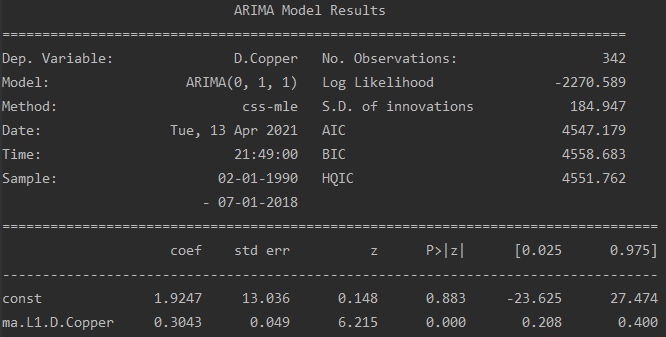 ARIMA Model Results
==============================================================================
Dep. Variable:               D.Copper   No. Observations:                  342
Model:                 ARIMA(0, 1, 1)   Log Likelihood               -2270.589
Method:                       css-mle   S.D. of innovations            184.947
Date:                Tue, 13 Apr 2021   AIC                           4547.179
Time:                        21:49:00   BIC                           4558.683
Sample:                    02-01-1990   HQIC                          4551.762
                         - 07-01-2018
==================================================================================
                     coef    std err          z      P>|z|      [0.025      0.975]
----------------------------------------------------------------------------------
const              1.9247     13.036      0.148      0.883     -23.625      27.474
ma.L1.D.Copper     0.3043      0.049      6.215      0.000       0.208       0.400